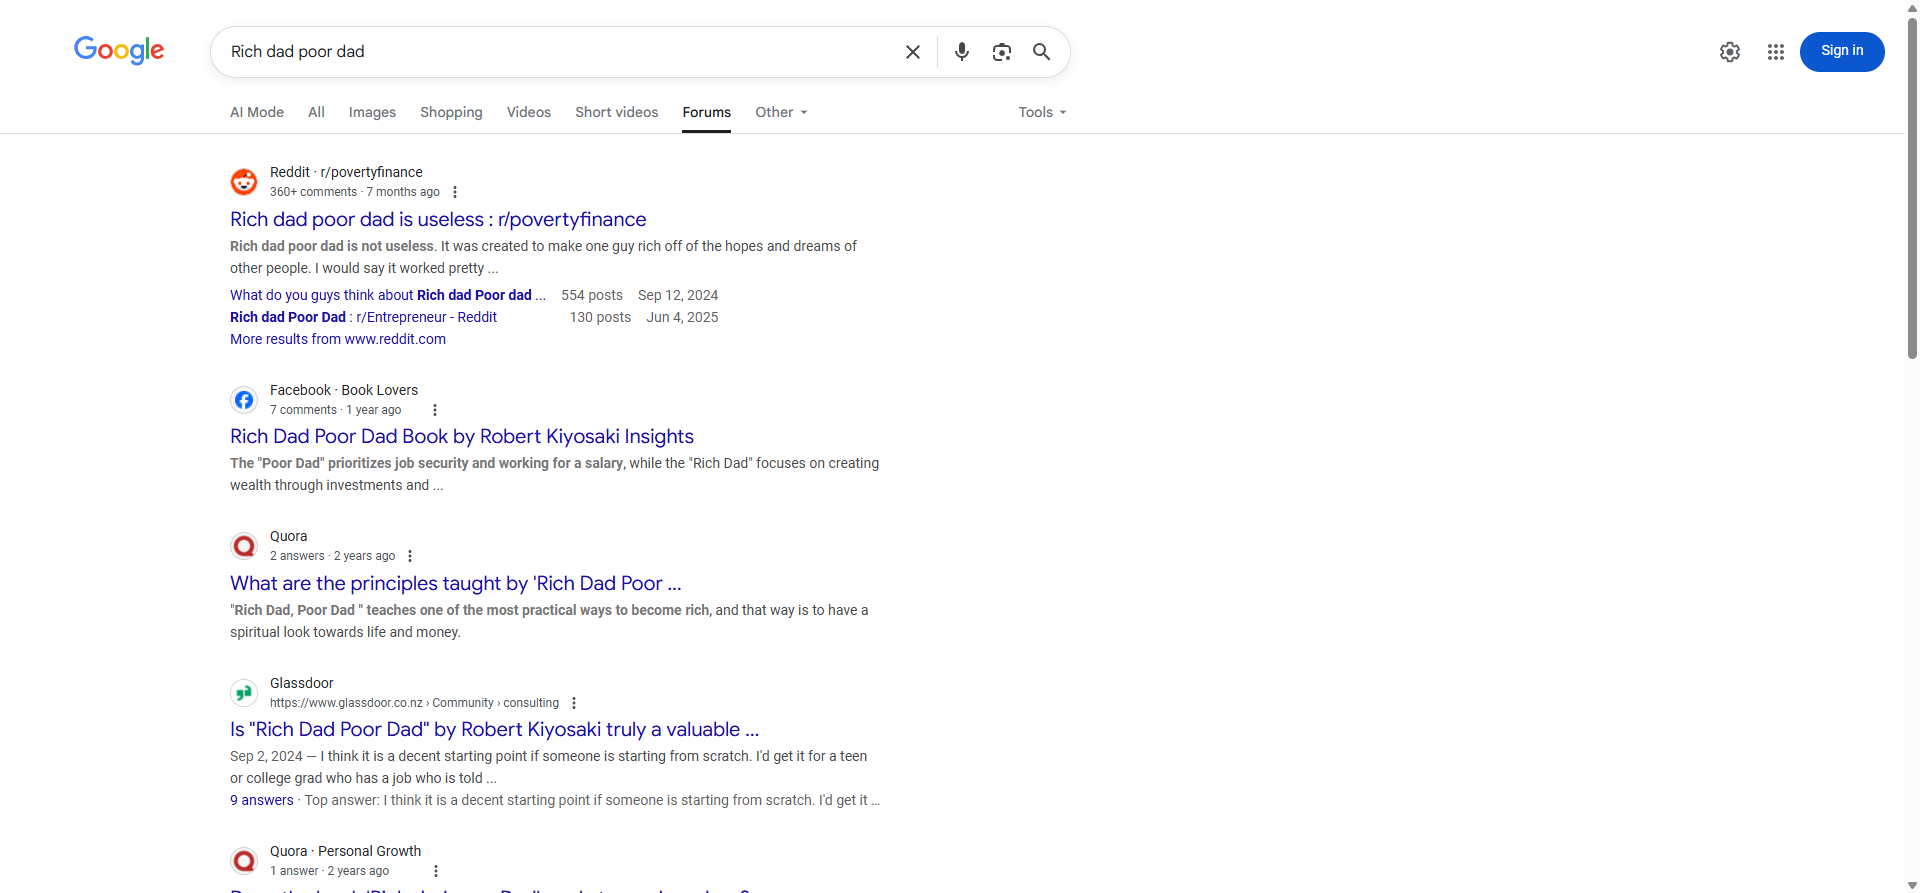 Google
Rich dad poor dad
Sign in
AI Mode All Images Shopping Videos Short videos Forums Other Tools
Reddit · r/povertyfinance
360+ comments · 7 months ago
Rich dad poor dad is useless : r/povertyfinance
Rich dad poor dad is not useless. It was created to make one guy rich off of the hopes and dreams of
other people. I would say it worked pretty ...
What do you guys think about Rich dad Poor dad ... 554 posts Sep 12, 2024
Rich dad Poor Dad : r/Entrepreneur - Reddit 130 posts Jun 4, 2025
More results from www.reddit.com
Facebook · Book Lovers
7 comments · 1 year ago
Rich Dad Poor Dad Book by Robert Kiyosaki Insights
The "Poor Dad" prioritizes job security and working for a salary, while the "Rich Dad" focuses on creating
wealth through investments and ...
Quora
2 answers · 2 years ago
What are the principles taught by 'Rich Dad Poor ...
"Rich Dad, Poor Dad " teaches one of the most practical ways to become rich, and that way is to have a
spiritual look towards life and money.
Glassdoor
https://www.glassdoor.co.nz › Community › consulting
Is "Rich Dad Poor Dad" by Robert Kiyosaki truly a valuable ...
Sep 2, 2024 — I think it is a decent starting point if someone is starting from scratch. I'd get it for a teen
or college grad who has a job who is told ...
9 answers · Top answer: I think it is a decent starting point if someone is starting from scratch. I'd get it ...
Quora · Personal Growth
1 answer · 2 years ago